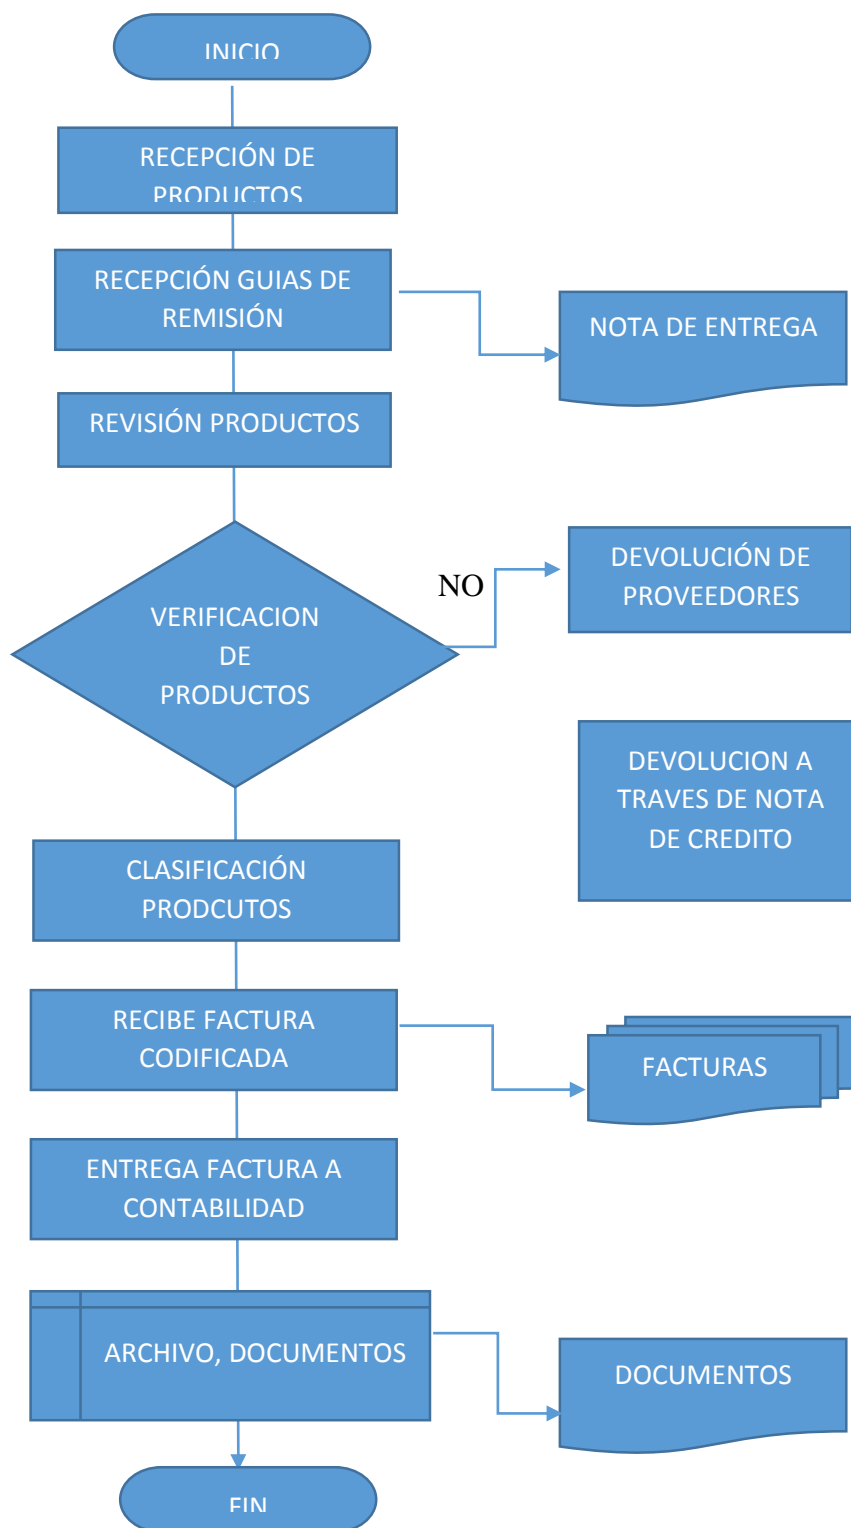 INICIO
RECEPCIÓN DE
PRODUCTOS
RECEPCIÓN GUIAS DE
REMISIÓN
NOTA DE ENTREGA
REVISIÓN PRODUCTOS
VERIFICACION
DE
PRODUCTOS
NO
DEVOLUCIÓN DE
PROVEEDORES
DEVOLUCION A
TRAVES DE NOTA
DE CREDITO
CLASIFICACIÓN
PRODCUTOS
RECIBE FACTURA
CODIFICADA
FACTURAS
ENTREGA FACTURA A
CONTABILIDAD
ARCHIVO, DOCUMENTOS
DOCUMENTOS
FIN